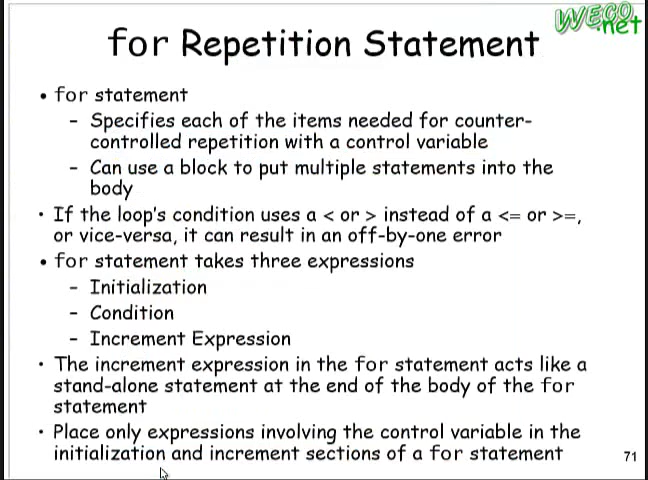 WECO.net
for Repetition Statement
• for statement
– Specifies each of the items needed for counter-
controlled repetition with a control variable
– Can use a block to put multiple statements into the
body
• If the loop's condition uses a < or > instead of a <= or >=,
or vice-versa, it can result in an off-by-one error
• for statement takes three expressions
– Initialization
– Condition
– Increment Expression
• The increment expression in the for statement acts like a
stand-alone statement at the end of the body of the for
statement
• Place only expressions involving the control variable in the
initialization and increment sections of a for statement
71